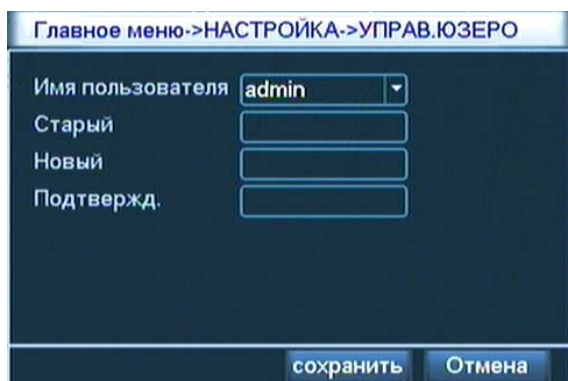 Главное меню->НАСТРОЙКА->УПРАВ.ЮЗЕРО
Имя пользователя admin
Старый
Новый
Подтвержд.
сохранить Отмена